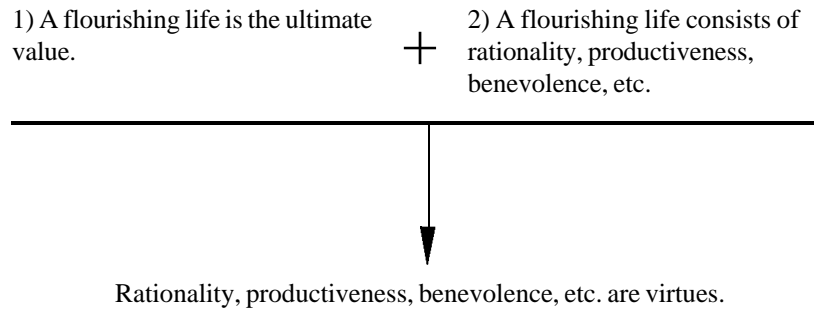 1) A flourishing life is the ultimate
value.
+
2) A flourishing life consists of
rationality, productiveness,
benevolence, etc.
Rationality, productiveness, benevolence, etc. are virtues.